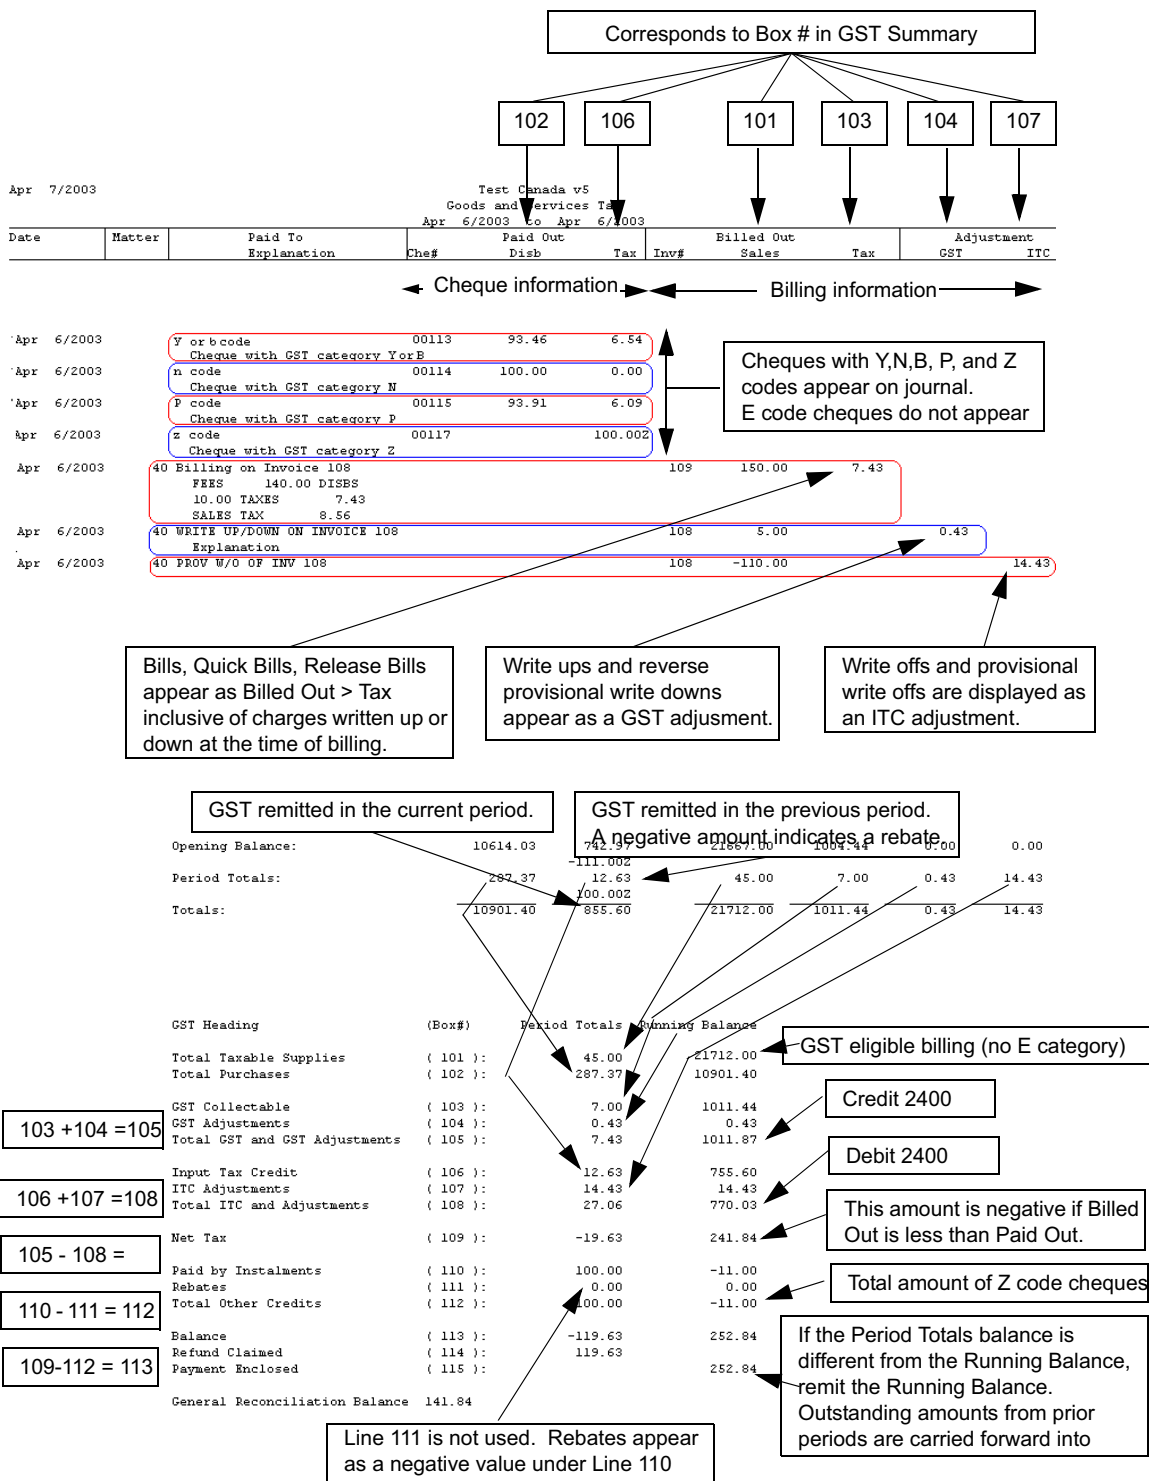 Corresponds to Box # in GST Summary
102 106 101 103 104 107
Apr 7/2003 Test Canada v5
Goods and Services Tax
Apr 6/2003 to Apr 6/2003
Date Matter Paid To Paid Out Billed Out Adjustment
Explanation Che# Disb Tax Inv# Sales Tax GST ITC
Cheque information Billing information
Apr 6/2003 Y or b code 00113 93.46 6.54
Cheque with GST category YorB
Apr 6/2003 n code 00114 100.00 0.00
Cheque with GST category N
Apr 6/2003 P code 00115 93.91 6.09
Cheque with GST category P
Apr 6/2003 z code 00117 100.00Z
Cheque with GST category Z
Cheques with Y,N,B, P, and Z
codes appear on journal.
E code cheques do not appear
Apr 6/2003 40 Billing on Invoice 108 109 150.00 7.43
FEES 140.00 DISBS
10.00 TAXES 7.43
SALES TAX 8.56
Apr 6/2003 40 WRITE UP/DOWN ON INVOICE 108 108 5.00 0.43
Explanation
Apr 6/2003 40 PROV W/O OF INV 108 108 -110.00 14.43
Bills, Quick Bills, Release Bills
appear as Billed Out > Tax
inclusive of charges written up or
down at the time of billing.
Write ups and reverse
provisional write downs
appear as a GST adjusment.
Write offs and provisional
write offs are displayed as
an ITC adjustment.
GST remitted in the current period.
GST remitted in the previous period.
A negative amount indicates a rebate.
Opening Balance: 10614.03 742.97 21667.00 1004.44 0.00 0.00
-111.00Z
Period Totals: 287.37 12.63 45.00 7.00 0.43 14.43
100.00Z
Totals: 10901.40 855.60 21712.00 1011.44 0.43 14.43
GST Heading (Box#) Period Totals Running Balance
Total Taxable Supplies ( 101 ): 45.00 21712.00
Total Purchases ( 102 ): 287.37 10901.40
GST eligible billing (no E category)
GST Collectable ( 103 ): 7.00 1011.44
GST Adjustments ( 104 ): 0.43 0.43
Total GST and GST Adjustments ( 105 ): 7.43 1011.87
103 +104 =105
Credit 2400
Input Tax Credit ( 106 ): 12.63 755.60
ITC Adjustments ( 107 ): 14.43 14.43
Total ITC and Adjustments ( 108 ): 27.06 770.03
106 +107 =108
Debit 2400
Net Tax ( 109 ): -19.63 241.84
105 - 108 =
This amount is negative if Billed
Out is less than Paid Out.
Paid by Instalments ( 110 ): 100.00 -11.00
Rebates ( 111 ): 0.00 0.00
Total Other Credits ( 112 ): 100.00 -11.00
110 - 111 = 112
Total amount of Z code cheques
Balance ( 113 ): -119.63 252.84
Refund Claimed ( 114 ): 119.63
Payment Enclosed ( 115 ): 252.84
109-112 = 113
If the Period Totals balance is
different from the Running Balance,
remit the Running Balance.
Outstanding amounts from prior
periods are carried forward into
General Reconciliation Balance 141.84
Line 111 is not used. Rebates appear
as a negative value under Line 110